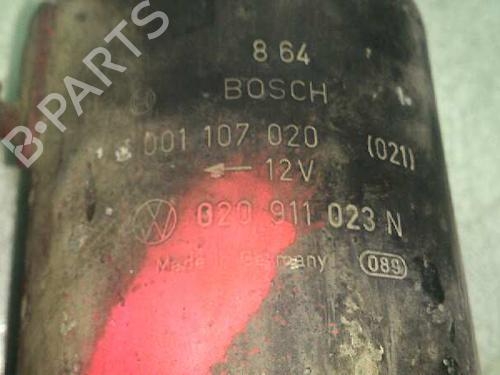 8 64
BOSCH
001 107 020 (021)
12V
020 911 023 N
Made in Germany 089
B-PARTS